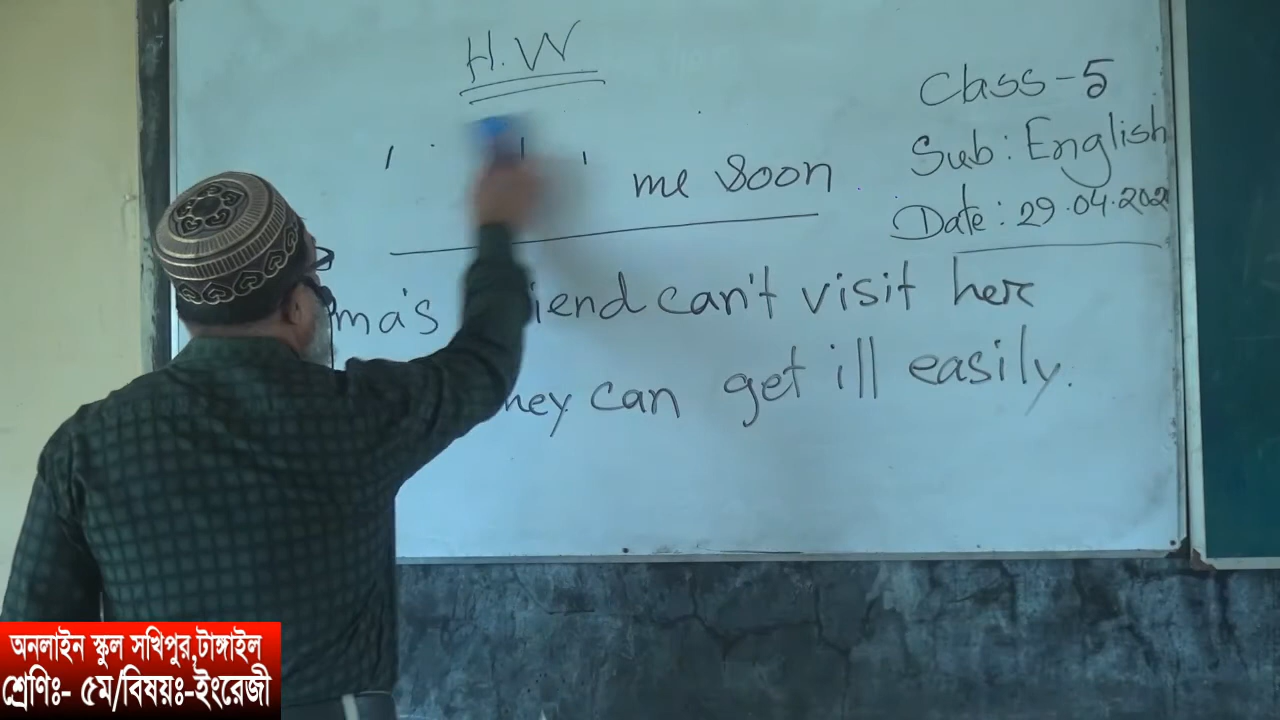 H.W
me soon
Class-5
Sub: English
Date: 29.04.202
can't visit her
can get ill easily.
অনলাইন স্কুল সখিপুর,টাঙ্গাইল
শ্রেণিঃ- ৫ম/বিষয়ঃ-ইংরেজী